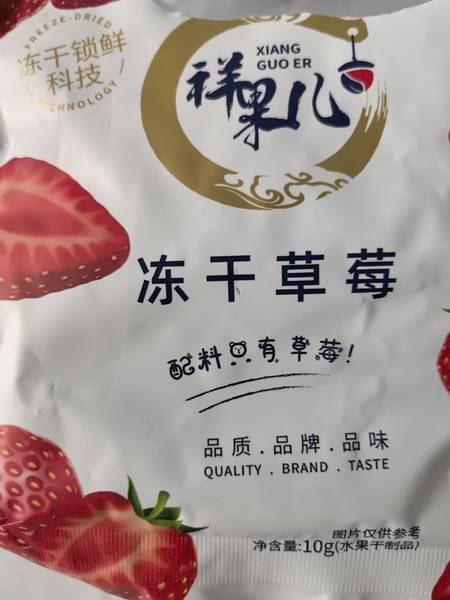 FREEZE-DRIED
冻干锁鲜
科技
TECHNOLOGY
XIANG
GUO ER
祥果儿
冻干草莓
配料只有草莓!
品质.品牌.品味
QUALITY . BRAND . TASTE
图片仅供参考
净含量:10g(水果干制品)